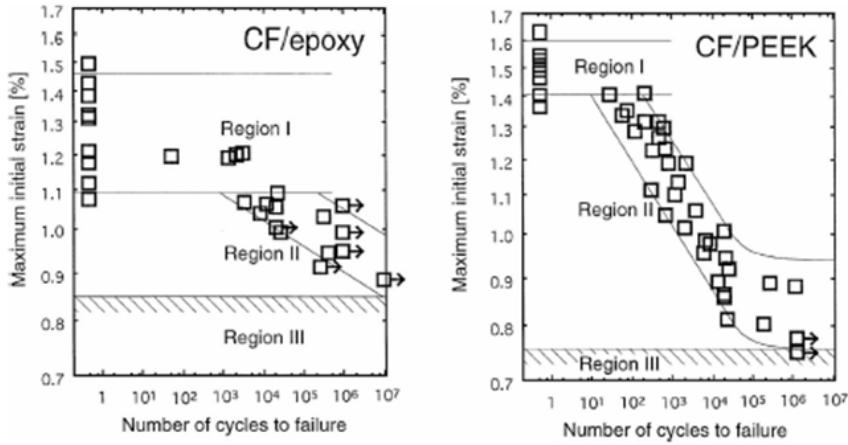 CF/epoxy
Maximum initial strain [%]
1.7
1.6
1.5
1.4
1.3
1.2
1.1
1.0
0.9
0.8
0.7
Region I
Region II
Region III
1 10¹ 10² 10³ 10⁴ 10⁵ 10⁶ 10⁷
Number of cycles to failure
CF/PEEK
Maximum initial strain [%]
1.7
1.6
1.5
1.4
1.3
1.2
1.1
1.0
0.9
0.8
0.7
Region I
Region II
Region III
1 10¹ 10² 10³ 10⁴ 10⁵ 10⁶ 10⁷
Number of cycles to failure